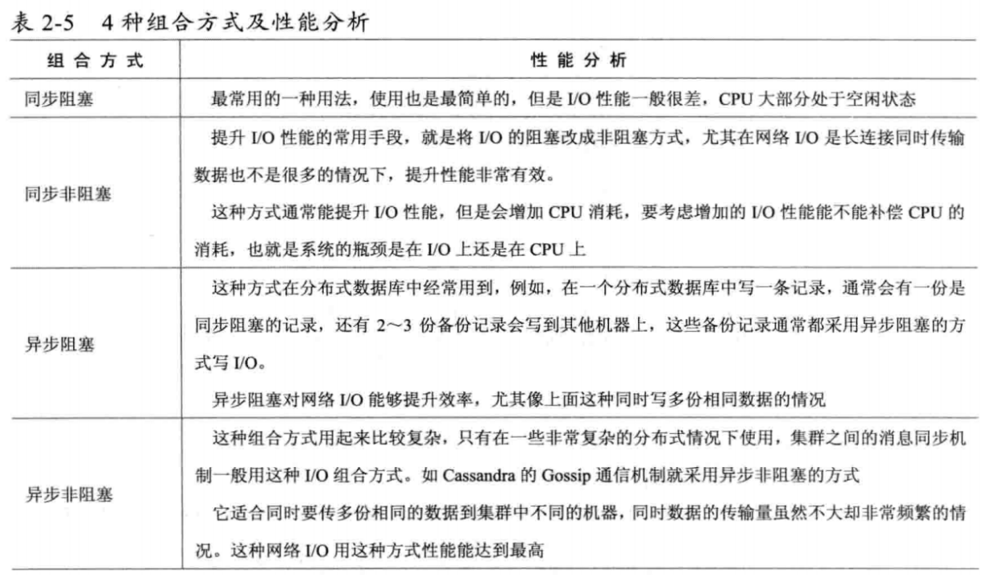 表 2-5 4 种组合方式及性能分析
组合方式 性能分析
同步阻塞 最常用的一种用法，使用也是最简单的，但是 I/O 性能一般很差，CPU 大部分处于空闲状态
提升 I/O 性能的常用手段，就是将 I/O 的阻塞改成非阻塞方式，尤其在网络 I/O 是长连接同时传输
数据也不是很多的情况下，提升性能非常有效。
同步非阻塞
这种方式通常能提升 I/O 性能，但是会增加 CPU 消耗，要考虑增加的 I/O 性能能不能补偿 CPU 的
消耗，也就是系统的瓶颈是在 I/O 上还是在 CPU 上
这种方式在分布式数据库中经常用到，例如，在一个分布式数据库中写一条记录，通常会有一份是
同步阻塞的记录，还有 2～3 份备份记录会写到其他机器上，这些备份记录通常都采用异步阻塞的方
异步阻塞
式写 I/O。
异步阻塞对网络 I/O 能够提升效率，尤其像上面这种同时写多份相同数据的情况
这种组合方式用起来比较复杂，只有在一些非常复杂的分布式情况下使用，集群之间的消息同步机
制一般用这种 I/O 组合方式。如 Cassandra 的 Gossip 通信机制就采用异步非阻塞的方式
异步非阻塞
它适合同时要传多份相同的数据到集群中不同的机器，同时数据的传输量虽然不大却非常频繁的情
况。这种网络 I/O 用这种方式性能能达到最高